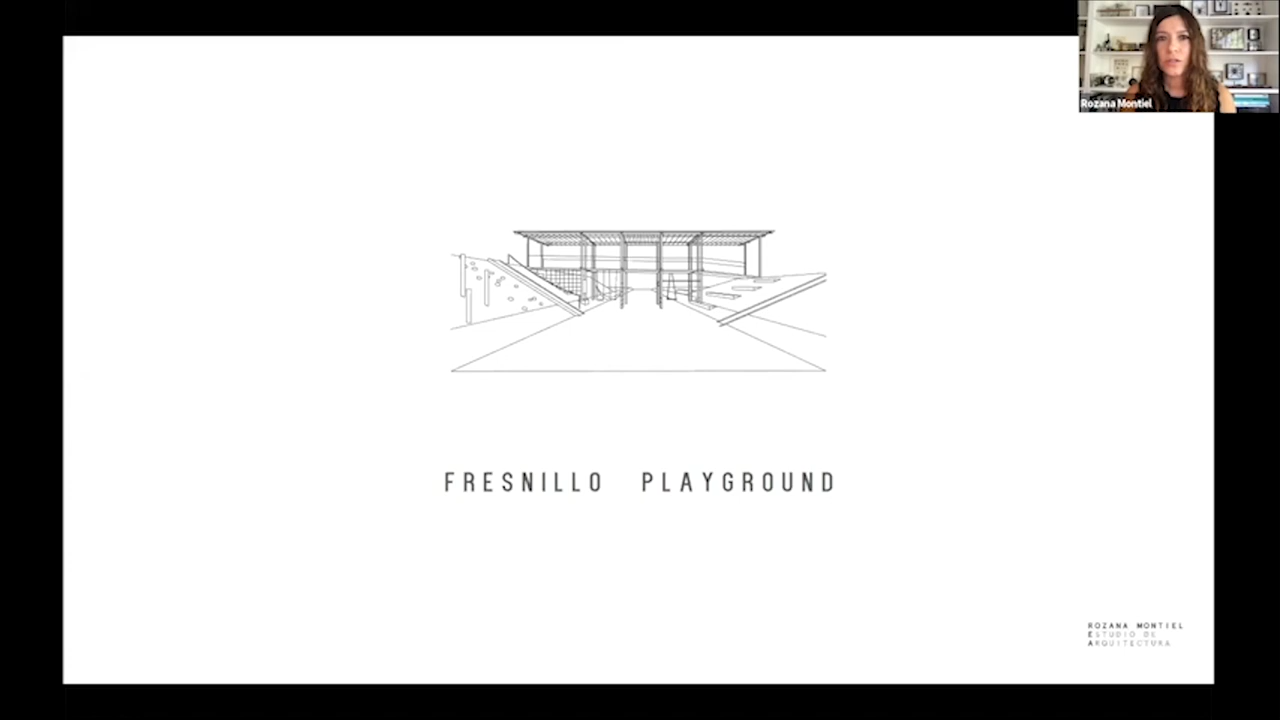 Rozana Montiel
FRESNILLO PLAYGROUND
ROZANA MONTIEL
ESTUDIO DE
ARQUITECTURA